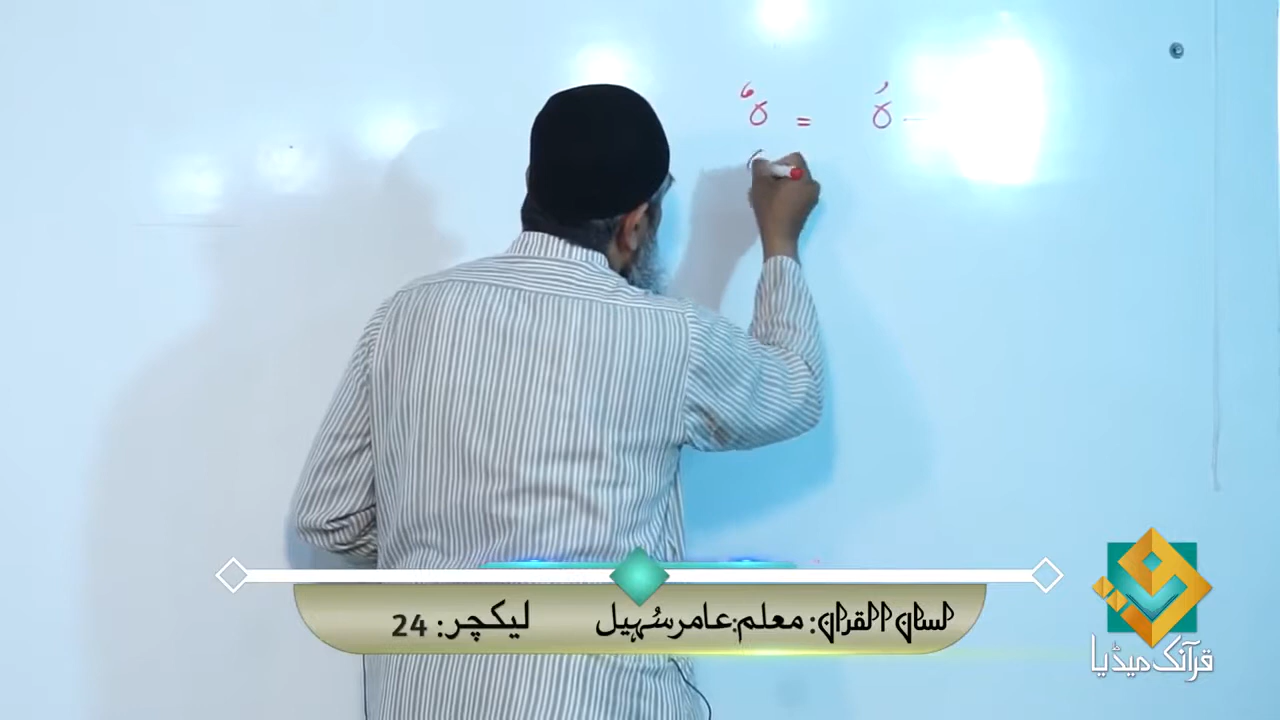 هُ = هٗ
لسان القرآن: معلم: عامر سُہیل لیکچر: 24
قرآنک میڈیا